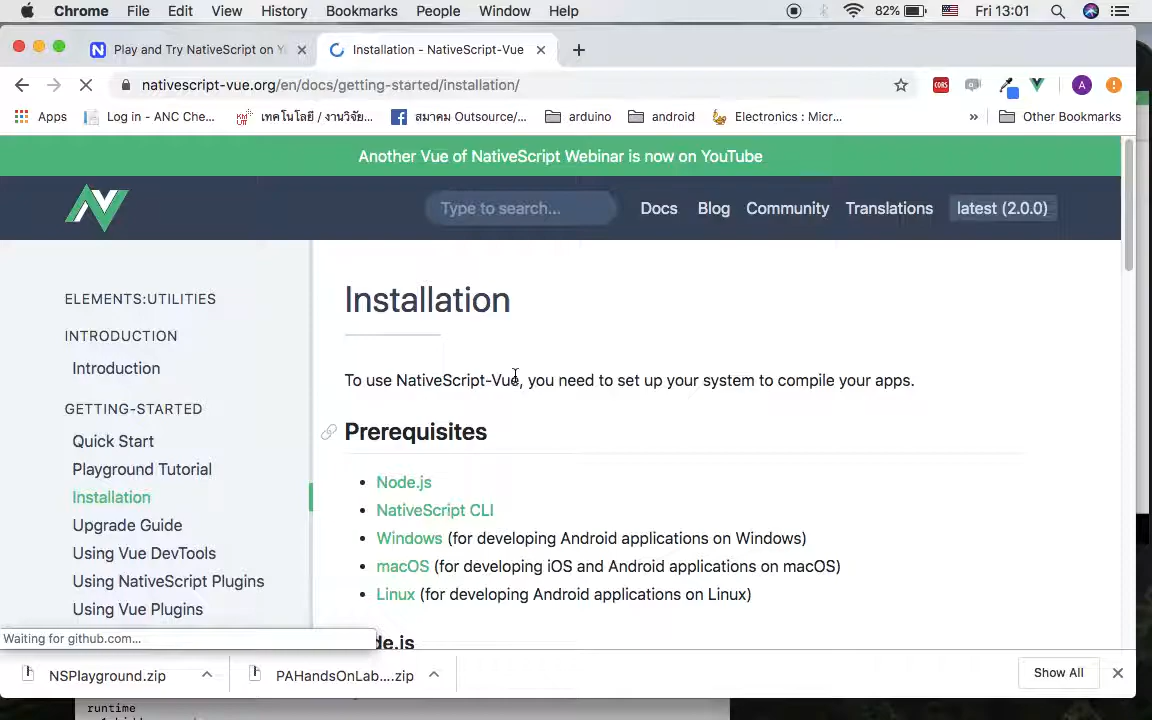 Chrome File Edit View History Bookmarks People Window Help 82% Fri 13:01
Play and Try NativeScript on Y
Installation - NativeScript-Vue
nativescript-vue.org/en/docs/getting-started/installation/
CORS
A
Apps
Log in - ANC Che...
เทคโนโลยี / งานวิจัย...
สมาคม Outsource/...
arduino
android
Electronics : Micr...
»
Other Bookmarks
Another Vue of NativeScript Webinar is now on YouTube
Type to search...
Docs Blog Community Translations latest (2.0.0)
ELEMENTS:UTILITIES
INTRODUCTION
Introduction
GETTING-STARTED
Quick Start
Playground Tutorial
Installation
Upgrade Guide
Using Vue DevTools
Using NativeScript Plugins
Using Vue Plugins
Installation
To use NativeScript-Vue, you need to set up your system to compile your apps.
Prerequisites
• Node.js
• NativeScript CLI
• Windows (for developing Android applications on Windows)
• macOS (for developing iOS and Android applications on macOS)
• Linux (for developing Android applications on Linux)
de.js
Waiting for github.com...
NSPlayground.zip
PAHandsOnLab....zip
Show All
runtime